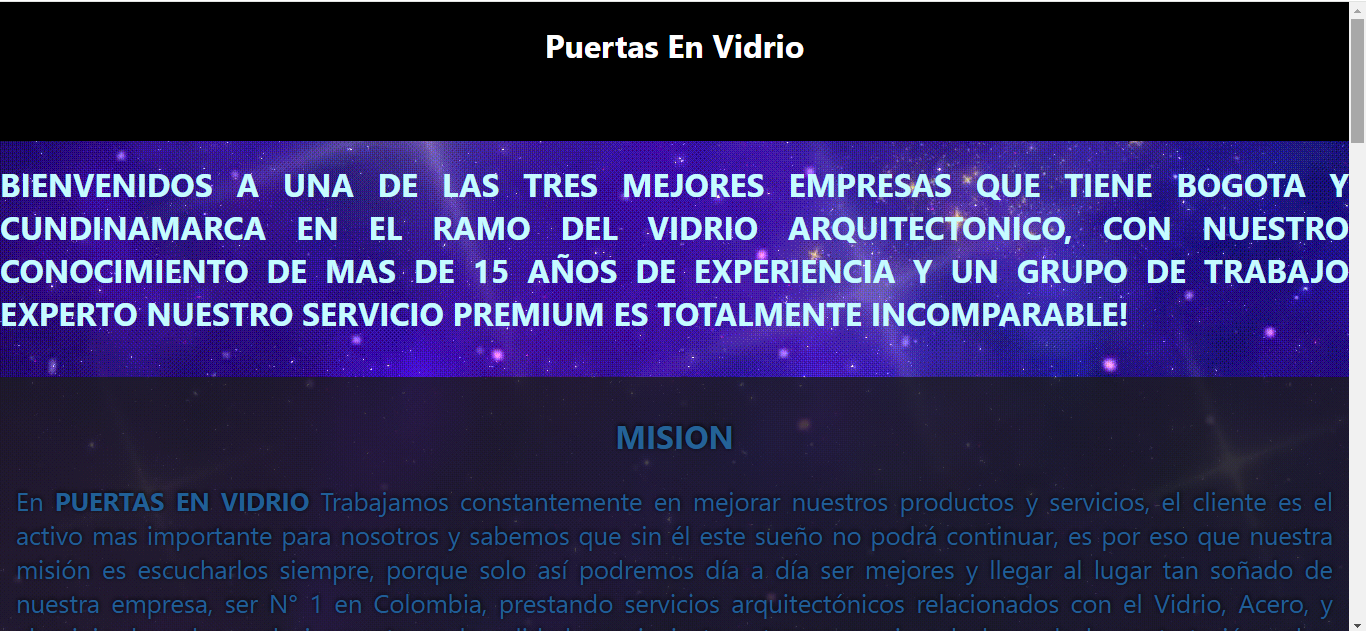 Puertas En Vidrio
BIENVENIDOS A UNA DE LAS TRES MEJORES EMPRESAS QUE TIENE BOGOTA Y
CUNDINAMARCA EN EL RAMO DEL VIDRIO ARQUITECTONICO, CON NUESTRO
CONOCIMIENTO DE MAS DE 15 AÑOS DE EXPERIENCIA Y UN GRUPO DE TRABAJO
EXPERTO NUESTRO SERVICIO PREMIUM ES TOTALMENTE INCOMPARABLE!
MISION
En PUERTAS EN VIDRIO Trabajamos constantemente en mejorar nuestros productos y servicios, el cliente es el
activo mas importante para nosotros y sabemos que sin él este sueño no podrá continuar, es por eso que nuestra
misión es escucharlos siempre, porque solo así podremos día a día ser mejores y llegar al lugar tan soñado de
nuestra empresa, ser N° 1 en Colombia, prestando servicios arquitectónicos relacionados con el Vidrio, Acero, y